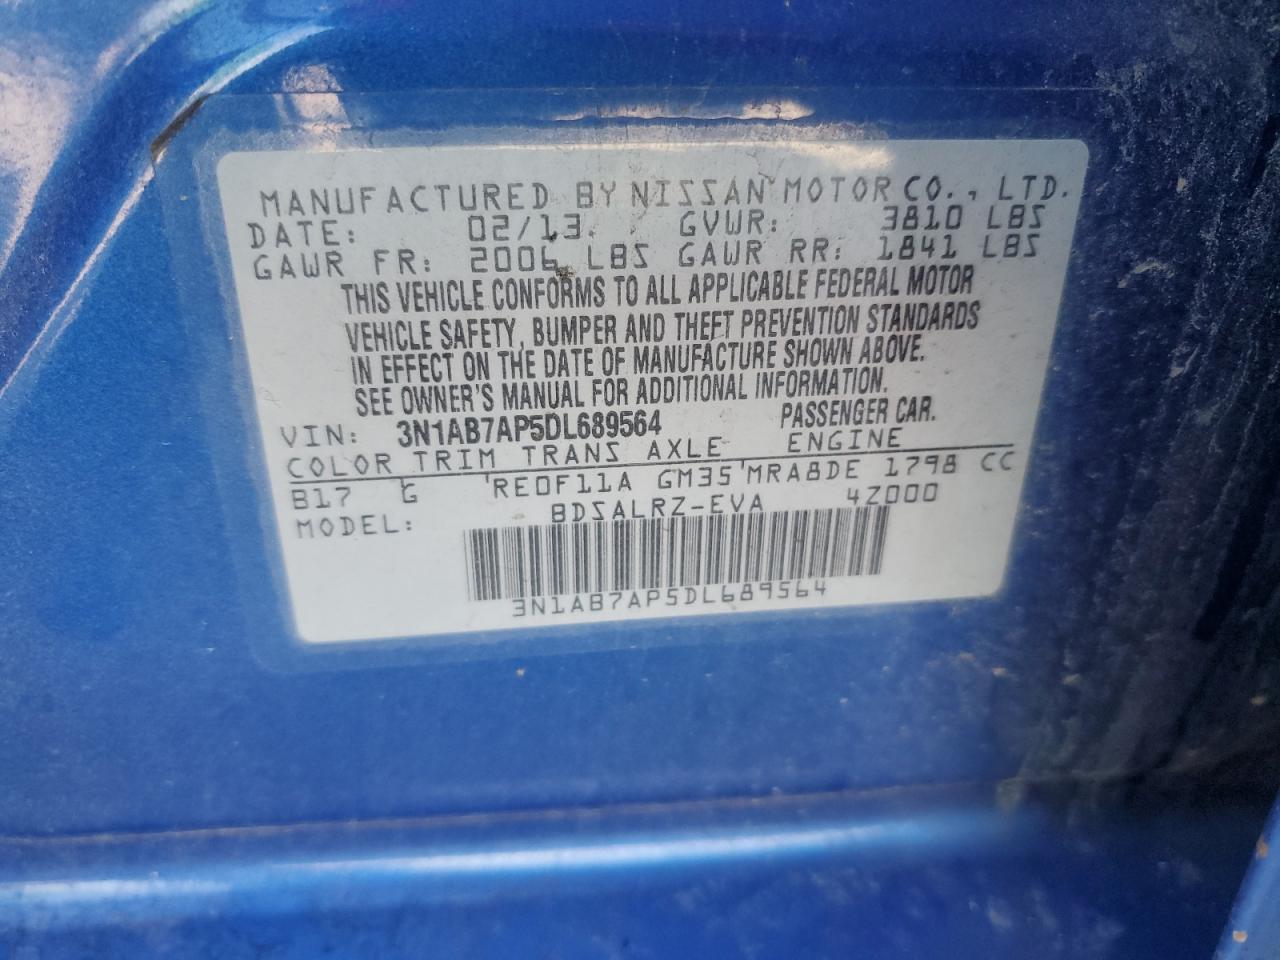 MANUFACTURED BY NISSAN MOTOR CO., LTD.
DATE: 02/13 GVWR: 3810 LBS
GAWR FR: 2006 LBS GAWR RR: 1841 LBS
THIS VEHICLE CONFORMS TO ALL APPLICABLE FEDERAL MOTOR
VEHICLE SAFETY, BUMPER AND THEFT PREVENTION STANDARDS
IN EFFECT ON THE DATE OF MANUFACTURE SHOWN ABOVE.
SEE OWNER'S MANUAL FOR ADDITIONAL INFORMATION.
VIN: 3N1AB7AP5DL689564 PASSENGER CAR.
COLOR TRIM TRANS AXLE ENGINE
B17 G RE0F11A GM35 MRA8DE 1798 CC
MODEL: BDSALRZ-EVA 4Z000
3N1AB7AP5DL689564